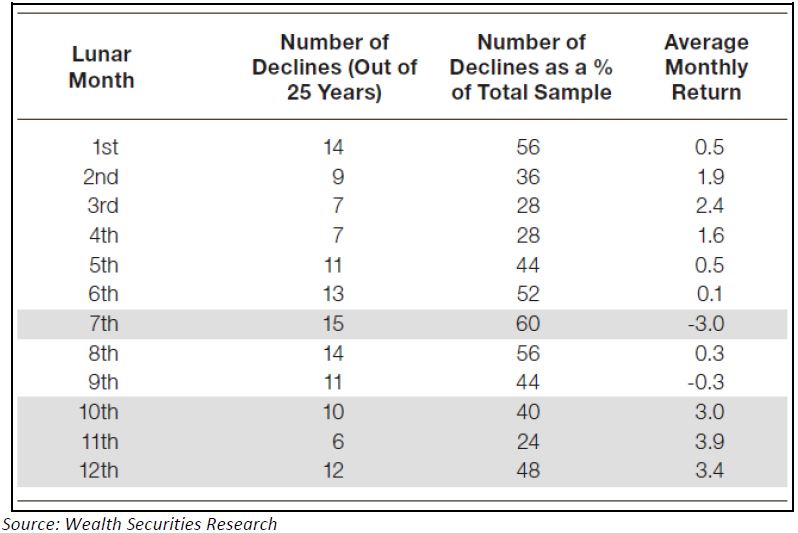 Lunar Month Number of Declines (Out of 25 Years) Number of Declines as a % of Total Sample Average Monthly Return
1st 14 56 0.5
2nd 9 36 1.9
3rd 7 28 2.4
4th 7 28 1.6
5th 11 44 0.5
6th 13 52 0.1
7th 15 60 -3.0
8th 14 56 0.3
9th 11 44 -0.3
10th 10 40 3.0
11th 6 24 3.9
12th 12 48 3.4
Source: Wealth Securities Research